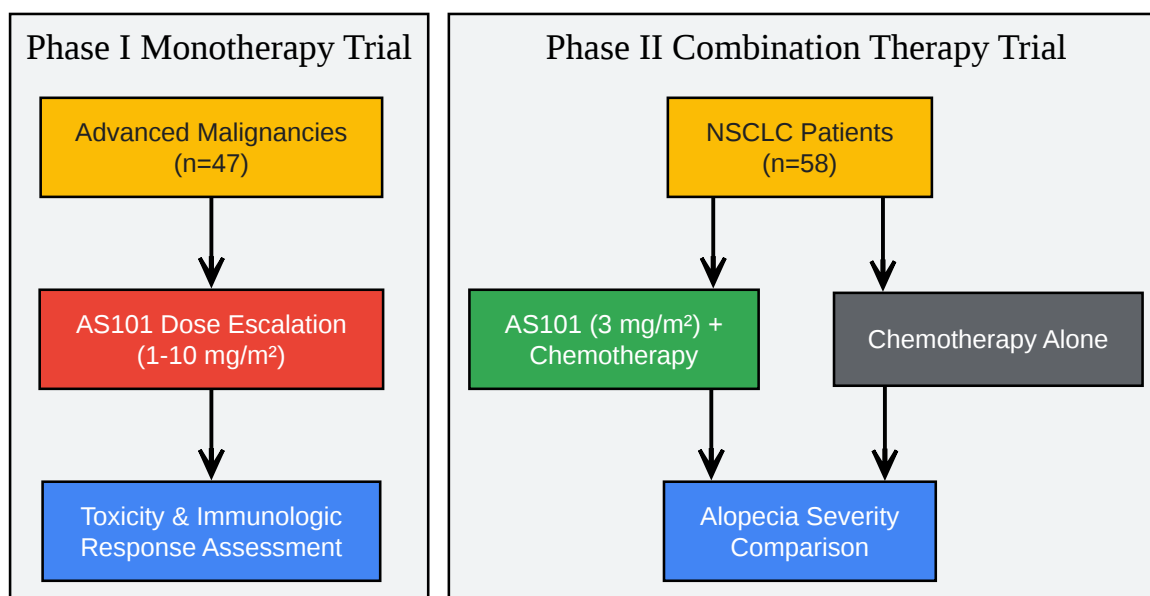 Phase I Monotherapy Trial
Advanced Malignancies
(n=47)
AS101 Dose Escalation
(1-10 mg/m²)
Toxicity & Immunologic
Response Assessment
Phase II Combination Therapy Trial
NSCLC Patients
(n=58)
AS101 (3 mg/m²) +
Chemotherapy
Chemotherapy Alone
Alopecia Severity
Comparison